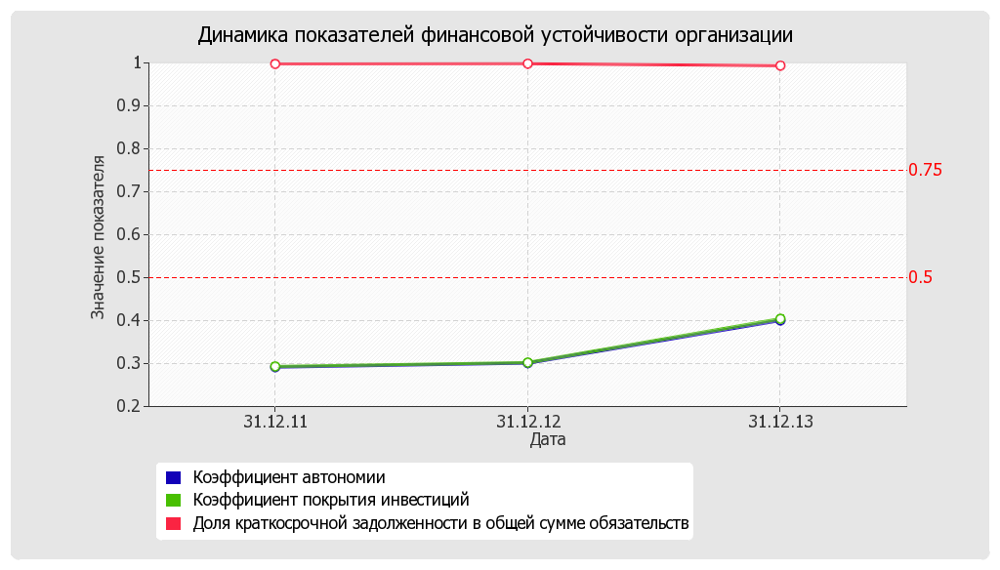 Динамика показателей финансовой устойчивости организации
Значение показателя
1
0.9
0.8
0.7
0.6
0.5
0.4
0.3
0.2
0.75
0.5
31.12.11 31.12.12 31.12.13
Дата
Коэффициент автономии
Коэффициент покрытия инвестиций
Доля краткосрочной задолженности в общей сумме обязательств